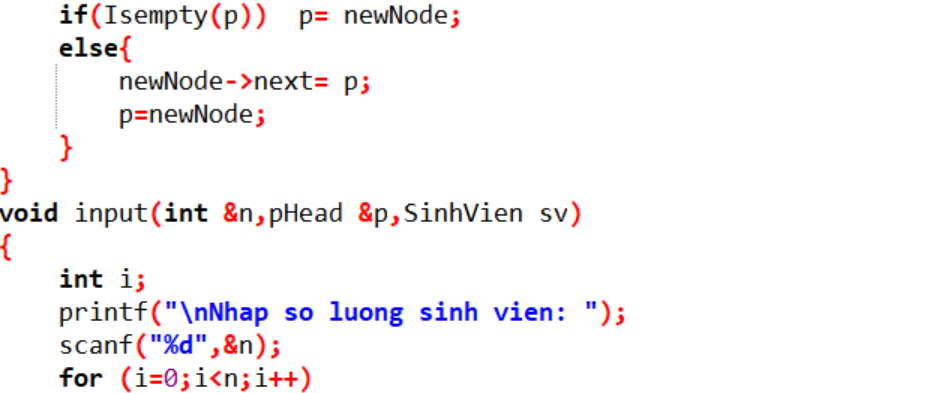 if(Isempty(p))  p= newNode;
else{
newNode->next= p;
p=newNode;
}
}
void input(int &n,pHead &p,SinhVien sv)
{
int i;
printf("\nNhap so luong sinh vien: ");
scanf("%d",&n);
for (i=0;i<n;i++)